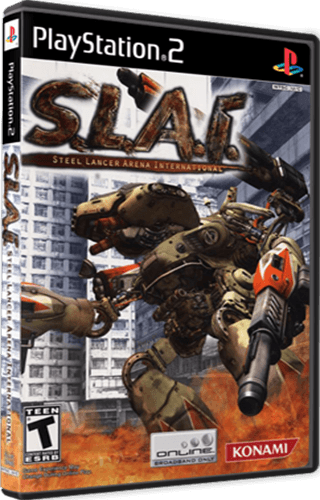 PlayStation®2
S.L.A.I.
STEEL LANCER ARENA INTERNATIONAL
TEEN
T
ESRB
ONLINE
BROADBAND ONLY
KONAMI
PlayStation®2
S.L.A.I.
STEEL LANCER ARENA INTERNATIONAL